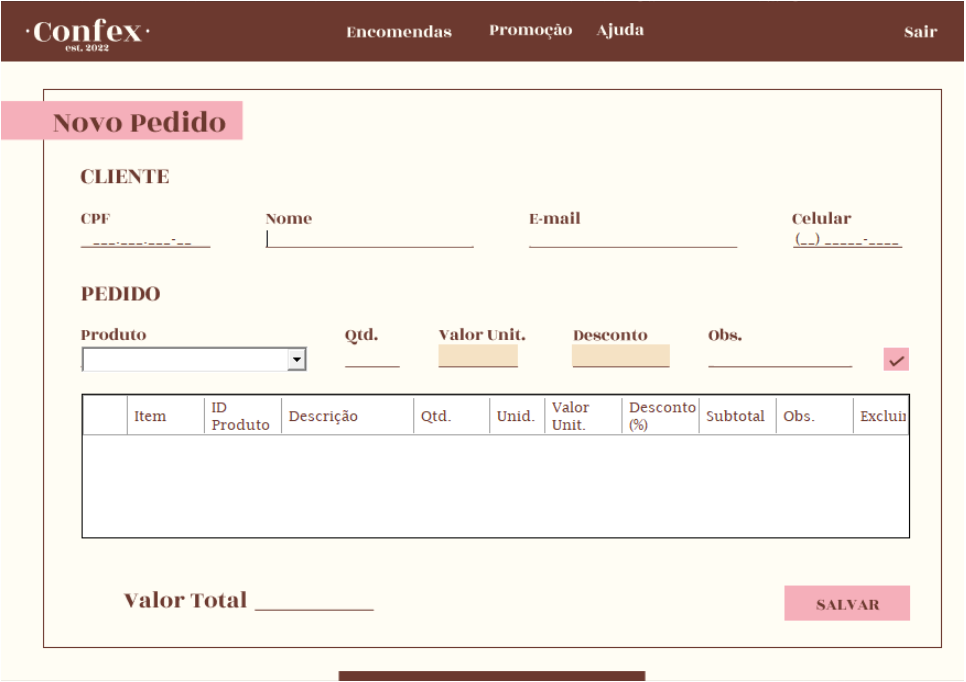 ·Confex·
est. 2022
Encomendas Promoção Ajuda Sair
Novo Pedido
CLIENTE
CPF Nome E-mail Celular
___.___.___-__ (__) _____-____
PEDIDO
Produto Qtd. Valor Unit. Desconto Obs.
Item ID Produto Descrição Qtd. Unid. Valor Unit. Desconto (%) Subtotal Obs. Excluir
Valor Total
SALVAR